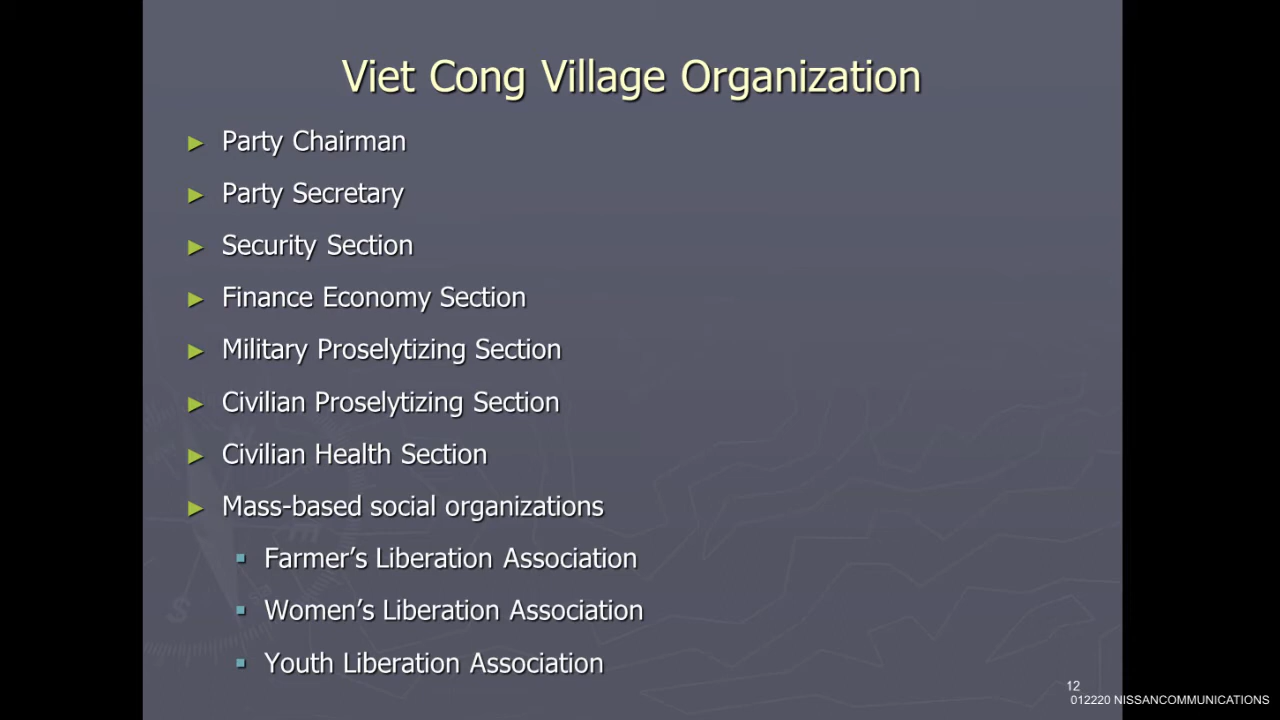 Viet Cong Village Organization
► Party Chairman
► Party Secretary
► Security Section
► Finance Economy Section
► Military Proselytizing Section
► Civilian Proselytizing Section
► Civilian Health Section
► Mass-based social organizations
▪ Farmer’s Liberation Association
▪ Women’s Liberation Association
▪ Youth Liberation Association
12
012220 NISSANCOMMUNICATIONS